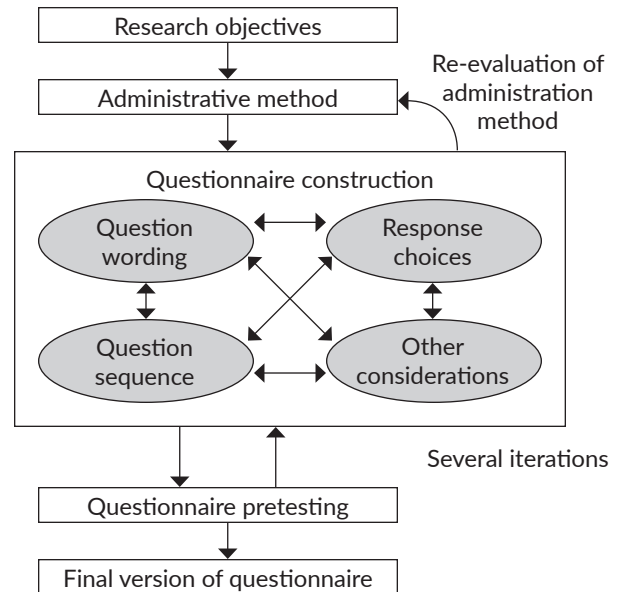 Research objectives
Administrative method
Re-evaluation of
administration
method
Questionnaire construction
Question
wording
Response
choices
Question
sequence
Other
considerations
Several iterations
Questionnaire pretesting
Final version of questionnaire